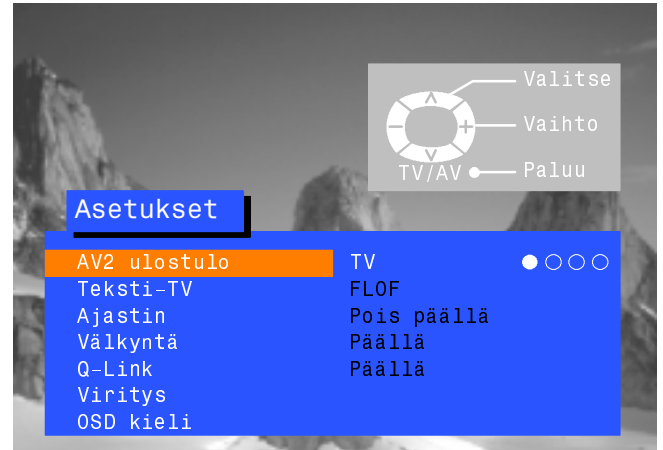 Valitse
Vaihto
TV/AV Paluu
Asetukset
AV2 ulostulo TV
Teksti-TV FLOF
Ajastin Pois päällä
Välkyntä Päällä
Q-Link Päällä
Viritys
OSD kieli